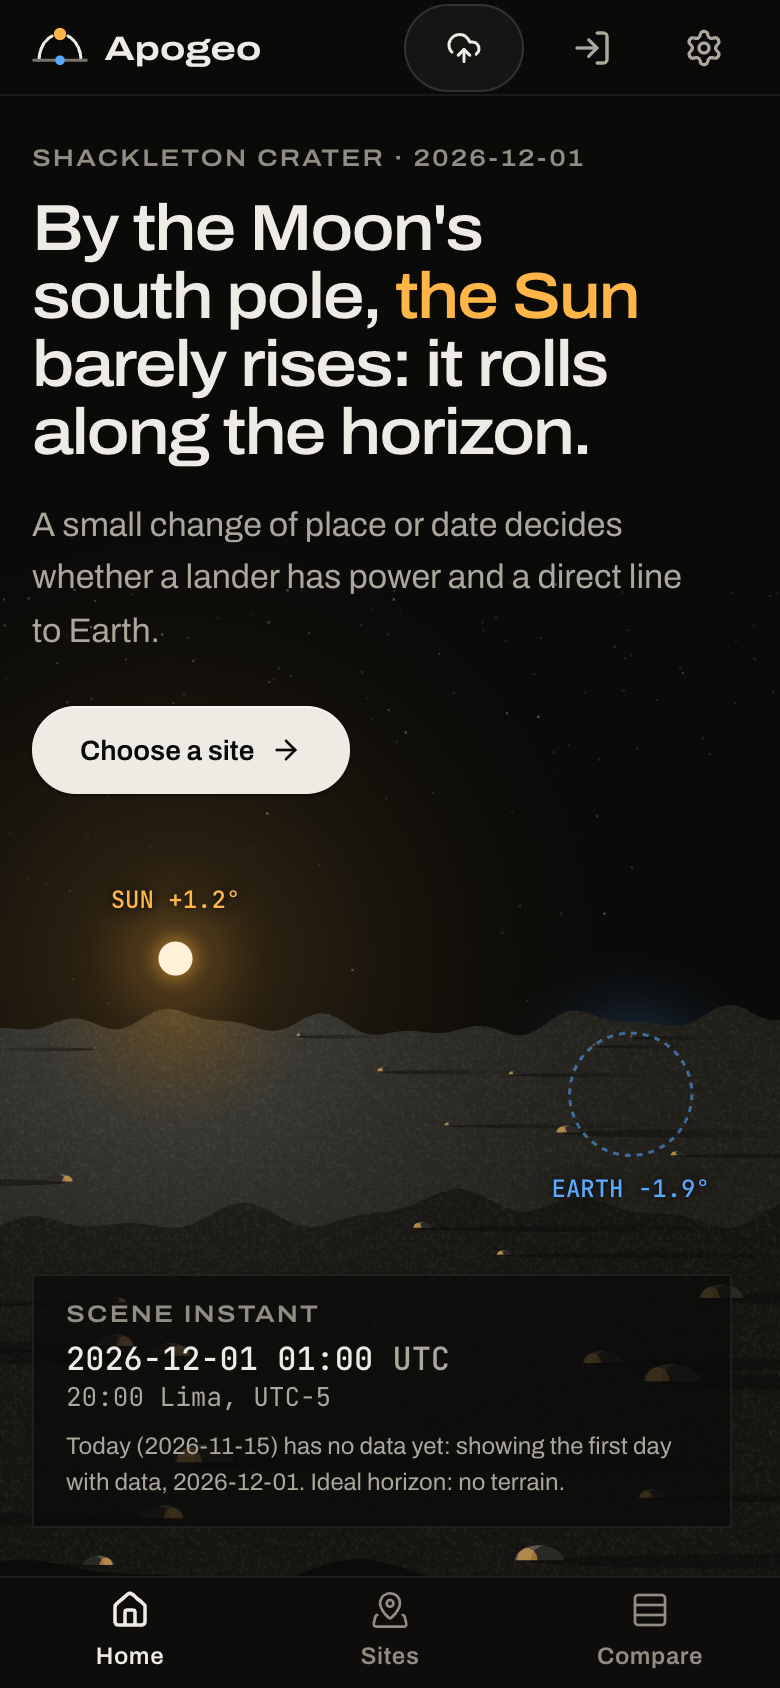 Apogeo
SHACKLETON CRATER · 2026-12-01
By the Moon's
south pole, the Sun
barely rises: it rolls
along the horizon.
A small change of place or date decides
whether a lander has power and a direct line
to Earth.
Choose a site
SUN +1.2°
EARTH -1.9°
SCENE INSTANT
2026-12-01 01:00 UTC
20:00 Lima, UTC-5
Today (2026-11-15) has no data yet: showing the first day
with data, 2026-12-01. Ideal horizon: no terrain.
Home
Sites
Compare